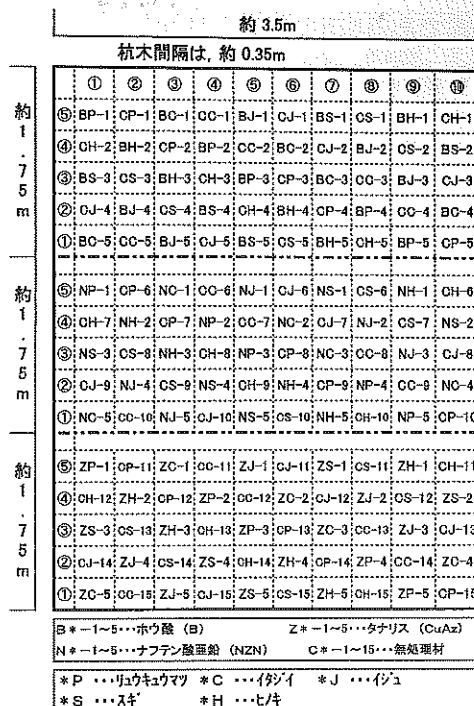 約 3.5m
杭木間隔は, 約 0.35m
① ② ③ ④ ⑤ ⑥ ⑦ ⑧ ⑨ ⑩
約1.75m
⑤ BP-1 CP-1 BC-1 CC-1 BJ-1 CJ-1 BS-1 CS-1 BH-1 CH-1
④ CH-2 BH-2 CP-2 BP-2 CC-2 BC-2 CJ-2 BJ-2 CS-2 BS-2
③ BS-3 CS-3 BH-3 CH-3 BP-3 CP-3 BC-3 CC-3 BJ-3 CJ-3
② CJ-4 BJ-4 CS-4 BS-4 CH-4 BH-4 CP-4 BP-4 CC-4 BC-4
① BC-5 CC-5 BJ-5 CJ-5 BS-5 CS-5 BH-5 CH-5 BP-5 CP-5
約1.75m
⑤ NP-1 CP-6 NC-1 CC-6 NJ-1 CJ-6 NS-1 CS-6 NH-1 CH-6
④ CH-7 NH-2 CP-7 NP-2 CC-7 NC-2 CJ-7 NJ-2 CS-7 NS-2
③ NS-3 CS-8 NH-3 CH-8 NP-3 CP-8 NC-3 CC-8 NJ-3 CJ-8
② CJ-9 NJ-4 CS-9 NS-4 CH-9 NH-4 CP-9 NP-4 CC-9 NC-4
① NC-5 CC-10 NJ-5 CJ-10 NS-5 CS-10 NH-5 CH-10 NP-5 CP-10
約1.75m
⑤ ZP-1 CP-11 ZC-1 CC-11 ZJ-1 CJ-11 ZS-1 CS-11 ZH-1 CH-11
④ CH-12 ZH-2 CP-12 ZP-2 CC-12 ZC-2 CJ-12 ZJ-2 CS-12 ZS-2
③ ZS-3 CS-13 ZH-3 CH-13 ZP-3 CP-13 ZC-3 CC-13 ZJ-3 CJ-13
② CJ-14 ZJ-4 CS-14 ZS-4 CH-14 ZH-4 CP-14 ZP-4 CC-14 ZC-4
① ZC-5 CC-15 ZJ-5 CJ-15 ZS-5 CS-15 ZH-5 CH-15 ZP-5 CP-15
B*-1~5･･･ホウ酸 (B) Z*-1~5･･･タナリス (CuAz)
N*-1~5･･･ナフテン酸亜鉛 (NZN) C*-1~15･･･無処理材
*P ･･･リュウキュウマツ *C ･･･イタジイ *J ･･･イジュ
*S ･･･スギ *H ･･･ヒノキ